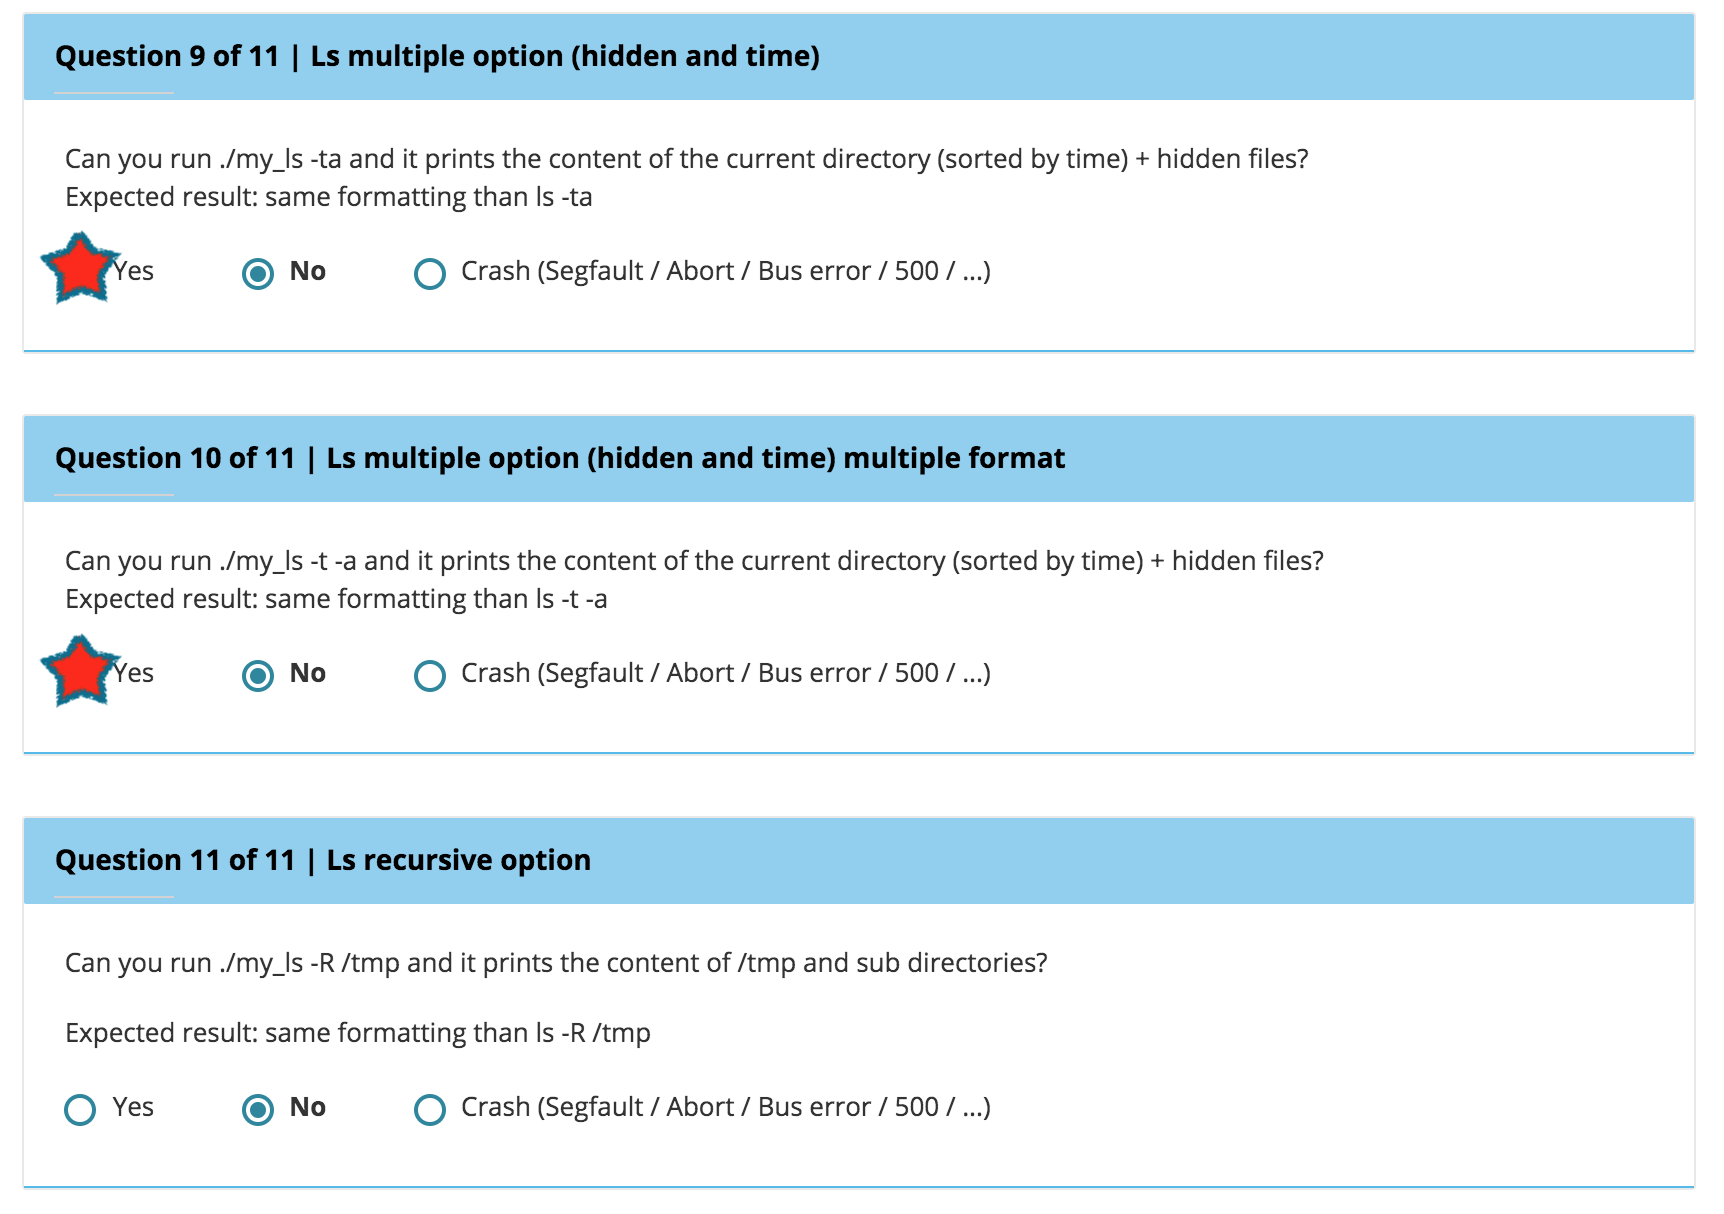 Question 9 of 11 | Ls multiple option (hidden and time)
Can you run ./my_ls -ta and it prints the content of the current directory (sorted by time) + hidden files?
Expected result: same formatting than ls -ta
Yes No Crash (Segfault / Abort / Bus error / 500 / ...)
Question 10 of 11 | Ls multiple option (hidden and time) multiple format
Can you run ./my_ls -t -a and it prints the content of the current directory (sorted by time) + hidden files?
Expected result: same formatting than ls -t -a
Yes No Crash (Segfault / Abort / Bus error / 500 / ...)
Question 11 of 11 | Ls recursive option
Can you run ./my_ls -R /tmp and it prints the content of /tmp and sub directories?
Expected result: same formatting than ls -R /tmp
Yes No Crash (Segfault / Abort / Bus error / 500 / ...)